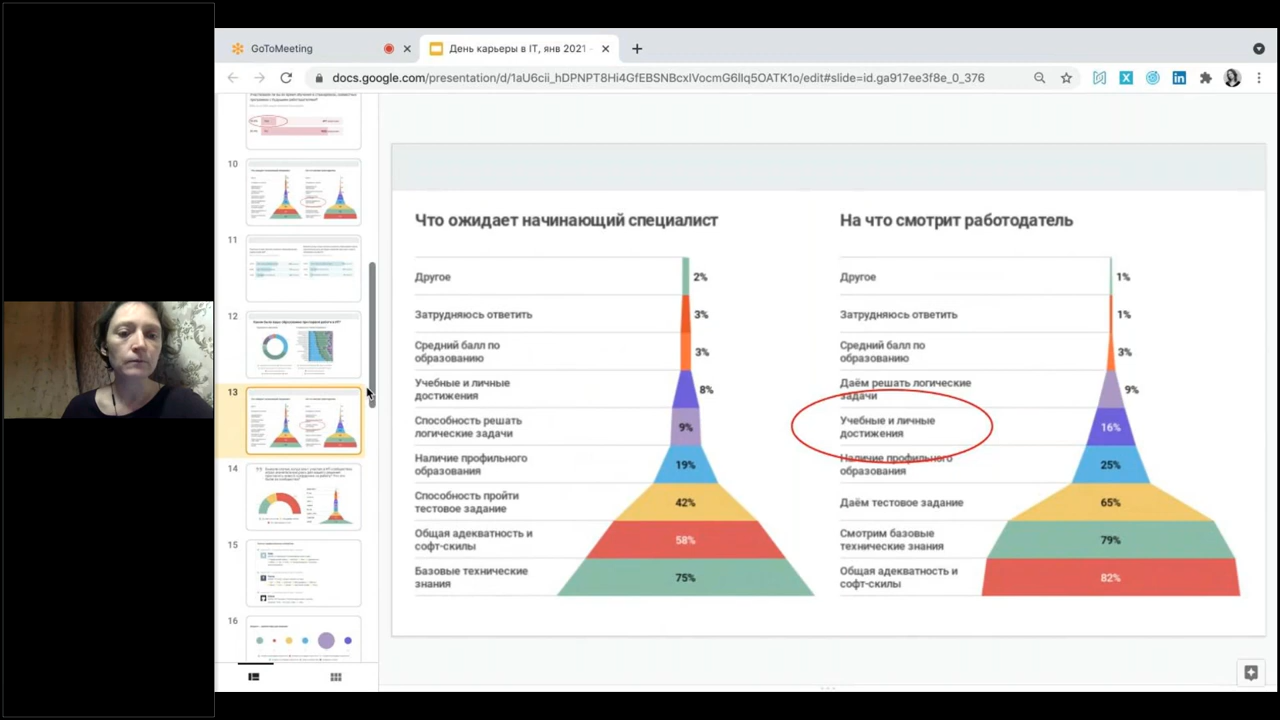 GoToMeeting
День карьеры в IT, янв 2021 -
docs.google.com/presentation/d/1aU6cii_hDPNPT8Hi4GfEBSNBcxIVocmG6llq5OATK1o/edit#slide=id.ga917ee3f8e_0_376
10
11
12
13
14
15
16
Что ожидает начинающий специалист
Другое
2%
Затрудняюсь ответить
3%
Средний балл по
образованию
3%
Учебные и личные
достижения
8%
Способность решать
логические задачи
9%
Наличие профильного
образования
19%
Способность пройти
тестовое задание
42%
Общая адекватность и
софт-скилы
58%
Базовые технические
знания
75%
На что смотрит работодатель
Другое
1%
Затрудняюсь ответить
1%
Средний балл по
образованию
3%
Даём решать логические
задачи
9%
Учебные и личные
достижения
16%
Наличие профильного
образования
25%
Даём тестовое задание
65%
Смотрим базовые
технические знания
79%
Общая адекватность и
софт-скилы
82%